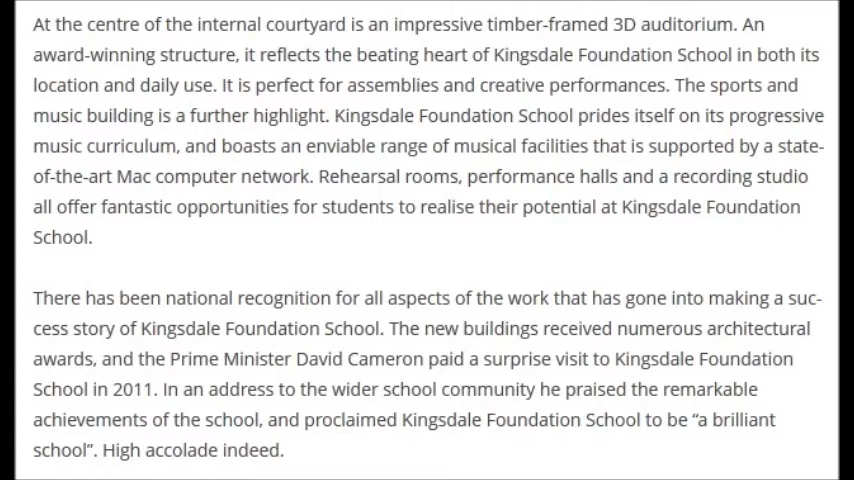 At the centre of the internal courtyard is an impressive timber-framed 3D auditorium. An
award-winning structure, it reflects the beating heart of Kingsdale Foundation School in both its
location and daily use. It is perfect for assemblies and creative performances. The sports and
music building is a further highlight. Kingsdale Foundation School prides itself on its progressive
music curriculum, and boasts an enviable range of musical facilities that is supported by a state-
of-the-art Mac computer network. Rehearsal rooms, performance halls and a recording studio
all offer fantastic opportunities for students to realise their potential at Kingsdale Foundation
School.
There has been national recognition for all aspects of the work that has gone into making a suc-
cess story of Kingsdale Foundation School. The new buildings received numerous architectural
awards, and the Prime Minister David Cameron paid a surprise visit to Kingsdale Foundation
School in 2011. In an address to the wider school community he praised the remarkable
achievements of the school, and proclaimed Kingsdale Foundation School to be “a brilliant
school”. High accolade indeed.